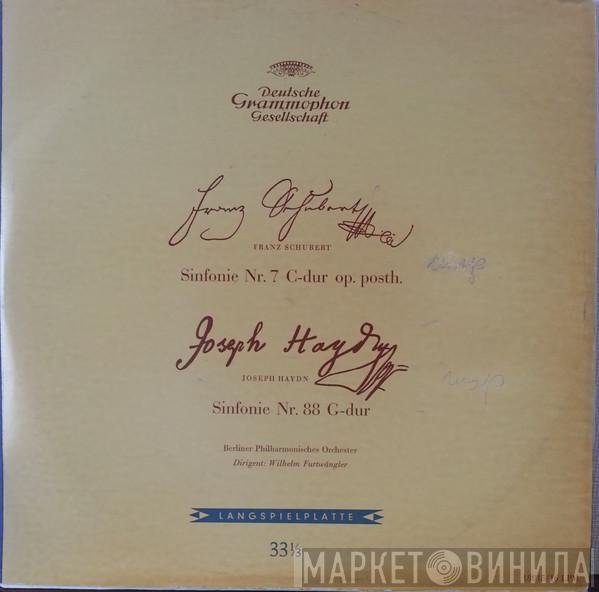 Deutsche
Grammophon
Gesellschaft
Franz Schubert
FRANZ SCHUBERT
Sinfonie Nr. 7 C-dur op. posth.
Joseph Haydn
JOSEPH HAYDN
Sinfonie Nr. 88 G-dur
Berliner Philharmonisches Orchester
Dirigent: Wilhelm Furtwängler
LANGSPIELPLATTE
33⅓
МАРКЕТ ВИНИЛА